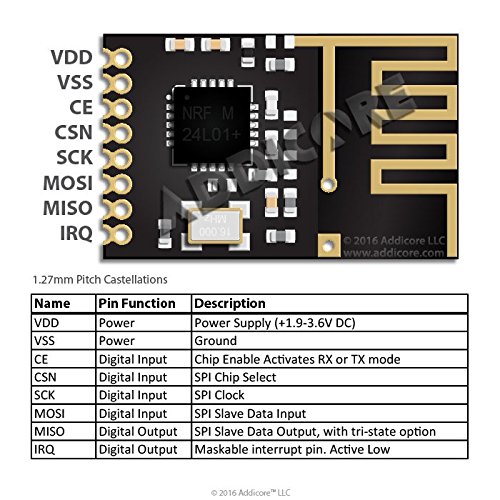 VDD
VSS
CE
CSN
SCK
MOSI
MISO
IRQ
NRF M
24L01+
16.000
MHz
ADDICORE
© 2016 Addicore LLC
www.addicore.com
1.27mm Pitch Castellations
Name Pin Function Description
VDD Power Power Supply (+1.9-3.6V DC)
VSS Power Ground
CE Digital Input Chip Enable Activates RX or TX mode
CSN Digital Input SPI Chip Select
SCK Digital Input SPI Clock
MOSI Digital Input SPI Slave Data Input
MISO Digital Output SPI Slave Data Output, with tri-state option
IRQ Digital Output Maskable interrupt pin. Active Low
© 2016 Addicore™ LLC